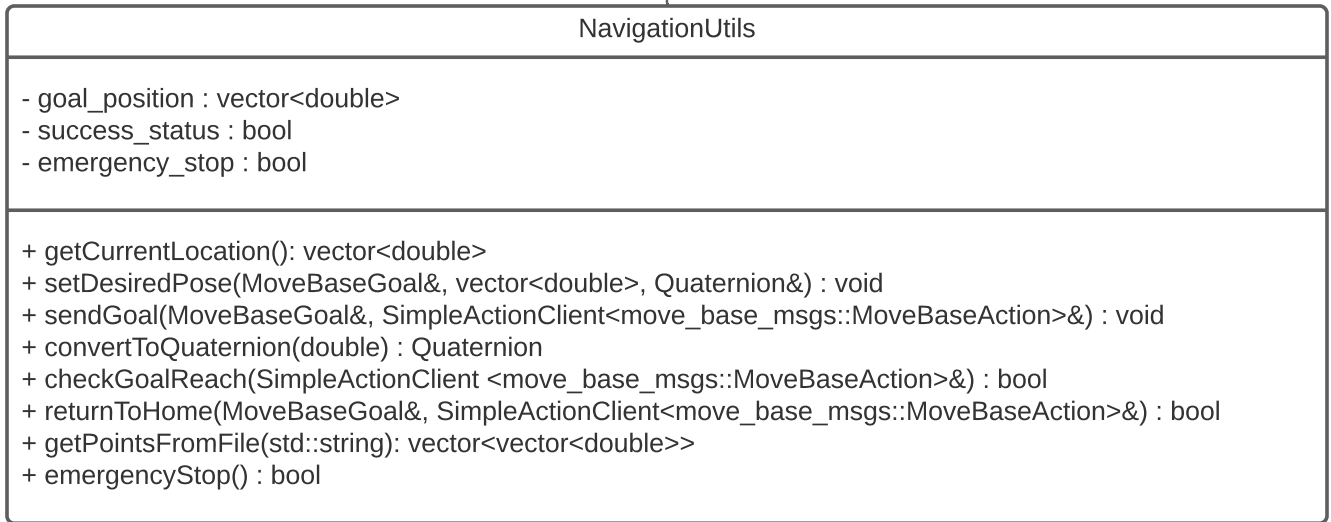 NavigationUtils
- goal_position : vector<double>
- success_status : bool
- emergency_stop : bool
+ getCurrentLocation(): vector<double>
+ setDesiredPose(MoveBaseGoal&, vector<double>, Quaternion&) : void
+ sendGoal(MoveBaseGoal&, SimpleActionClient<move_base_msgs::MoveBaseAction>&) : void
+ convertToQuaternion(double) : Quaternion
+ checkGoalReach(SimpleActionClient <move_base_msgs::MoveBaseAction>&) : bool
+ returnToHome(MoveBaseGoal&, SimpleActionClient<move_base_msgs::MoveBaseAction>&) : bool
+ getPointsFromFile(std::string): vector<vector<double>>
+ emergencyStop() : bool